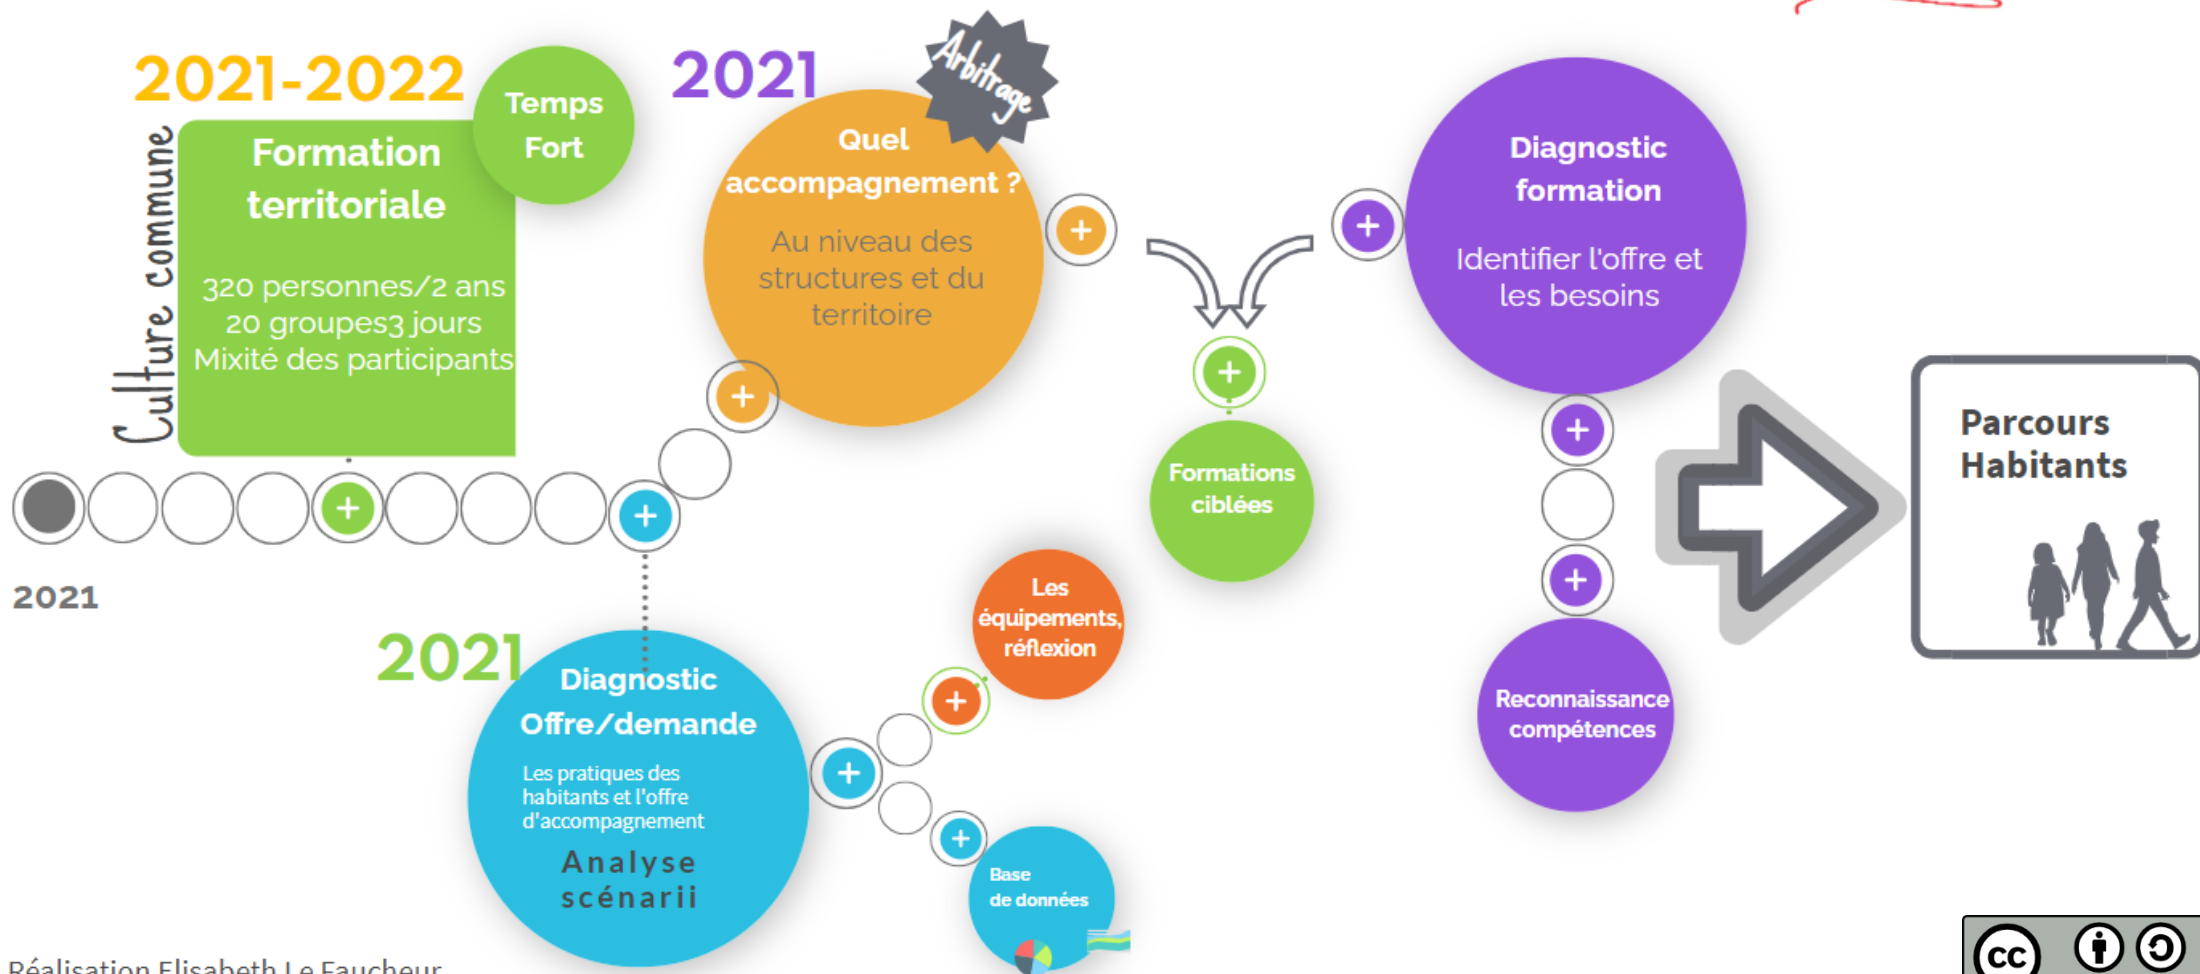 2021-2022
Culture commune
Formation
territoriale
320 personnes/2 ans
20 groupes3 jours
Mixité des participants
Temps
Fort
2021
Arbitrage
Quel
accompagnement ?
Au niveau des
structures et du
territoire
Diagnostic
formation
Identifier l'offre et
les besoins
Formations
ciblées
Parcours
Habitants
2021
2021
Diagnostic
Offre/demande
Les pratiques des
habitants et l'offre
d'accompagnement
Analyse
scénarii
Les
équipements,
réflexion
Base
de données
Reconnaissance
compétences
Réalisation Elisabeth Le Faucheur
cc